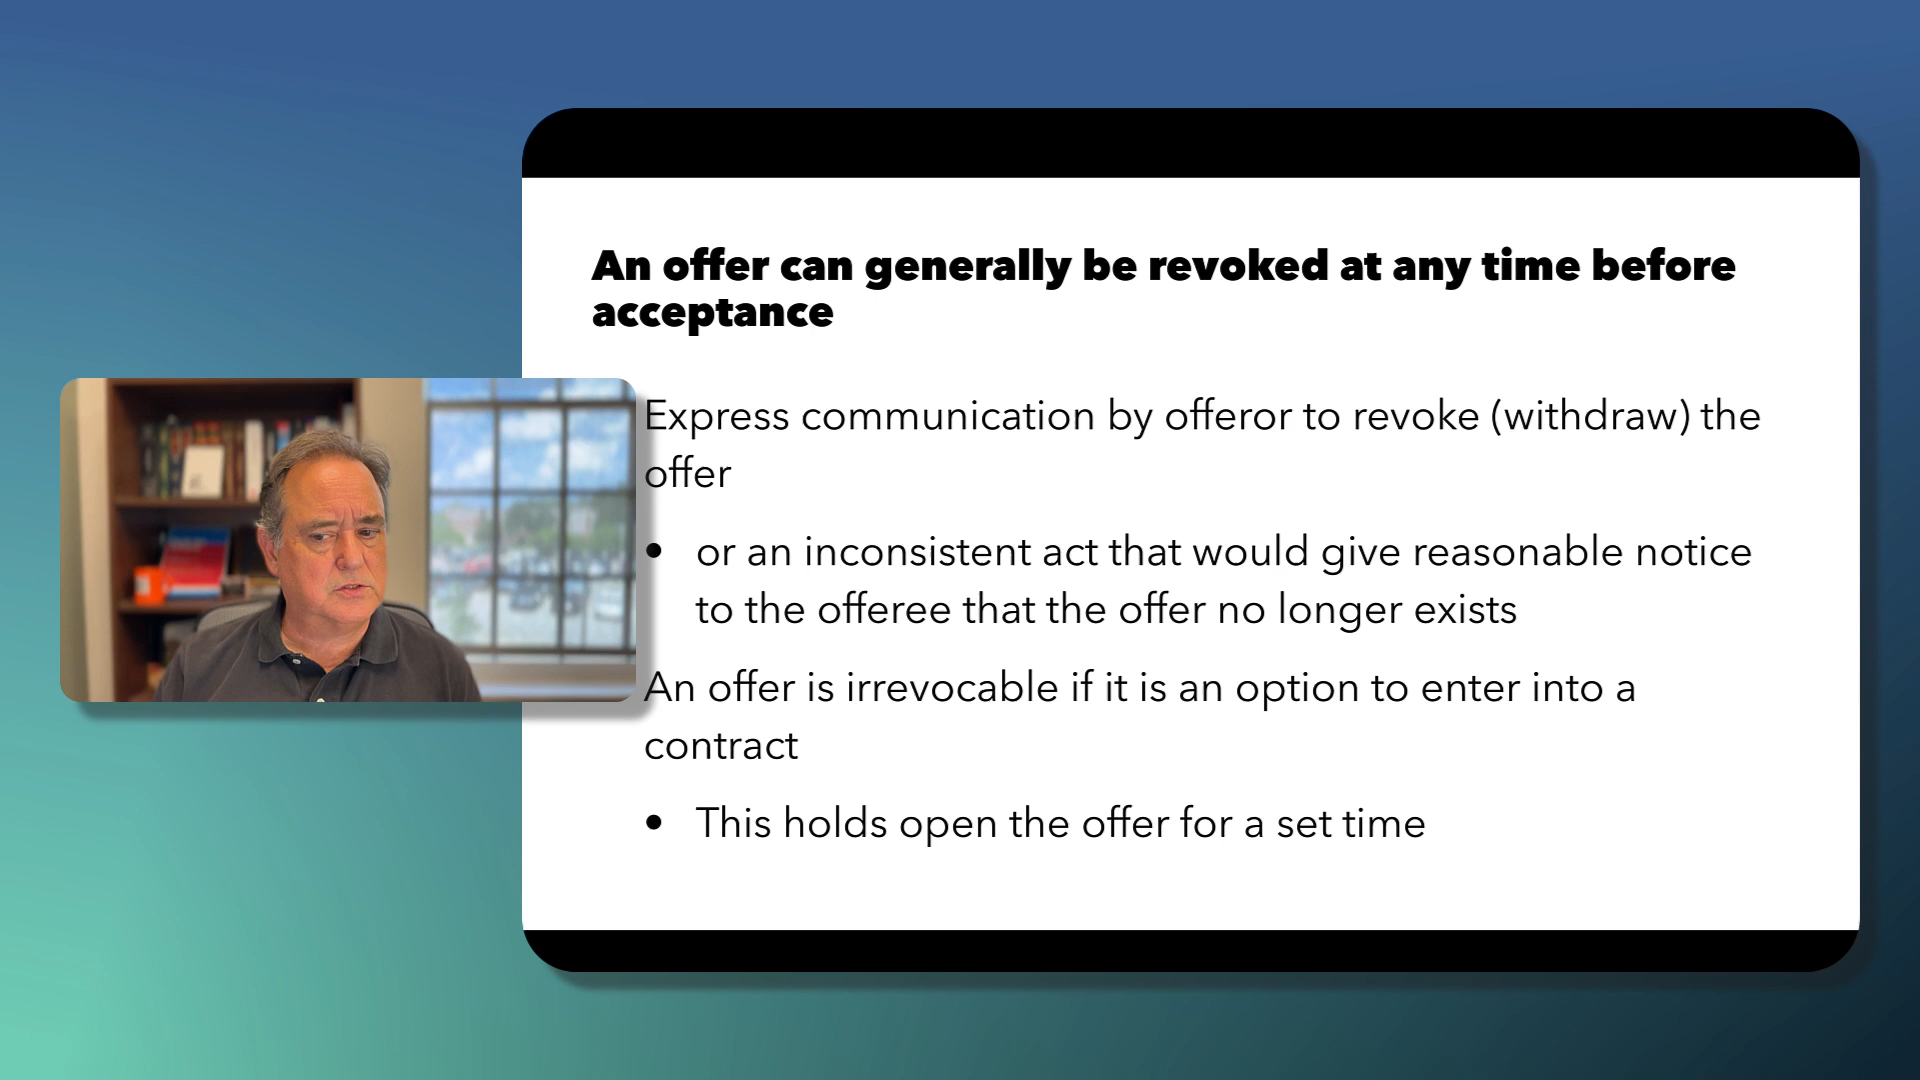 An offer can generally be revoked at any time before
acceptance
Express communication by offeror to revoke (withdraw) the
offer
• or an inconsistent act that would give reasonable notice
to the offeree that the offer no longer exists
An offer is irrevocable if it is an option to enter into a
contract
• This holds open the offer for a set time